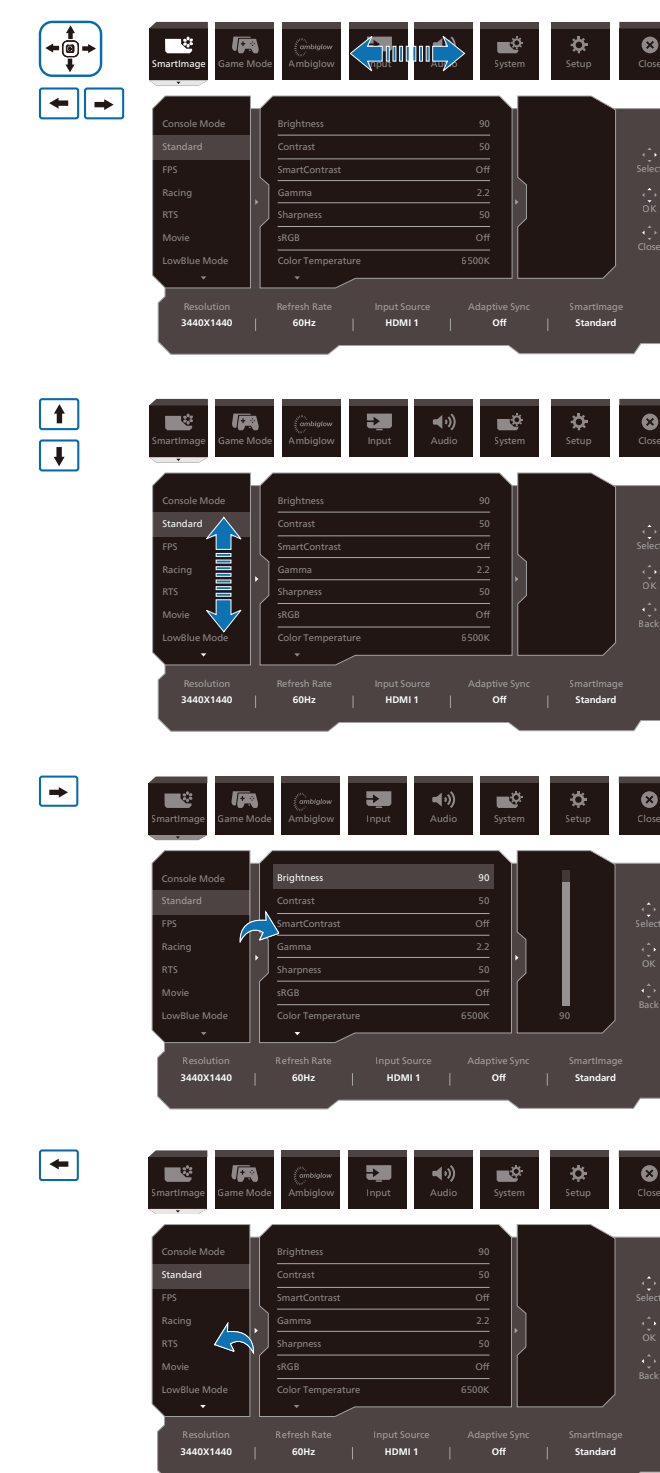 SmartImage Game Mode ambiglow Ambiglow Input Audio System Setup Close
Console Mode Brightness 90
Standard Contrast 50
FPS SmartContrast Off Select
Racing Gamma 2.2
RTS Sharpness 50 OK
Movie sRGB Off Close
LowBlue Mode Color Temperature 6500K
Resolution Refresh Rate Input Source Adaptive Sync SmartImage
3440X1440 | 60Hz | HDMI 1 | Off | Standard
SmartImage Game Mode ambiglow Ambiglow Input Audio System Setup Close
Console Mode Brightness 90
Standard Contrast 50
FPS SmartContrast Off Select
Racing Gamma 2.2
RTS Sharpness 50 OK
Movie sRGB Off Back
LowBlue Mode Color Temperature 6500K
Resolution Refresh Rate Input Source Adaptive Sync SmartImage
3440X1440 | 60Hz | HDMI 1 | Off | Standard
SmartImage Game Mode ambiglow Ambiglow Input Audio System Setup Close
Console Mode Brightness 90
Standard Contrast 50
FPS SmartContrast Off Select
Racing Gamma 2.2
RTS Sharpness 50 OK
Movie sRGB Off Back
LowBlue Mode Color Temperature 6500K 90
Resolution Refresh Rate Input Source Adaptive Sync SmartImage
3440X1440 | 60Hz | HDMI 1 | Off | Standard
SmartImage Game Mode ambiglow Ambiglow Input Audio System Setup Close
Console Mode Brightness 90
Standard Contrast 50
FPS SmartContrast Off Select
Racing Gamma 2.2
RTS Sharpness 50 OK
Movie sRGB Off Back
LowBlue Mode Color Temperature 6500K
Resolution Refresh Rate Input Source Adaptive Sync SmartImage
3440X1440 | 60Hz | HDMI 1 | Off | Standard